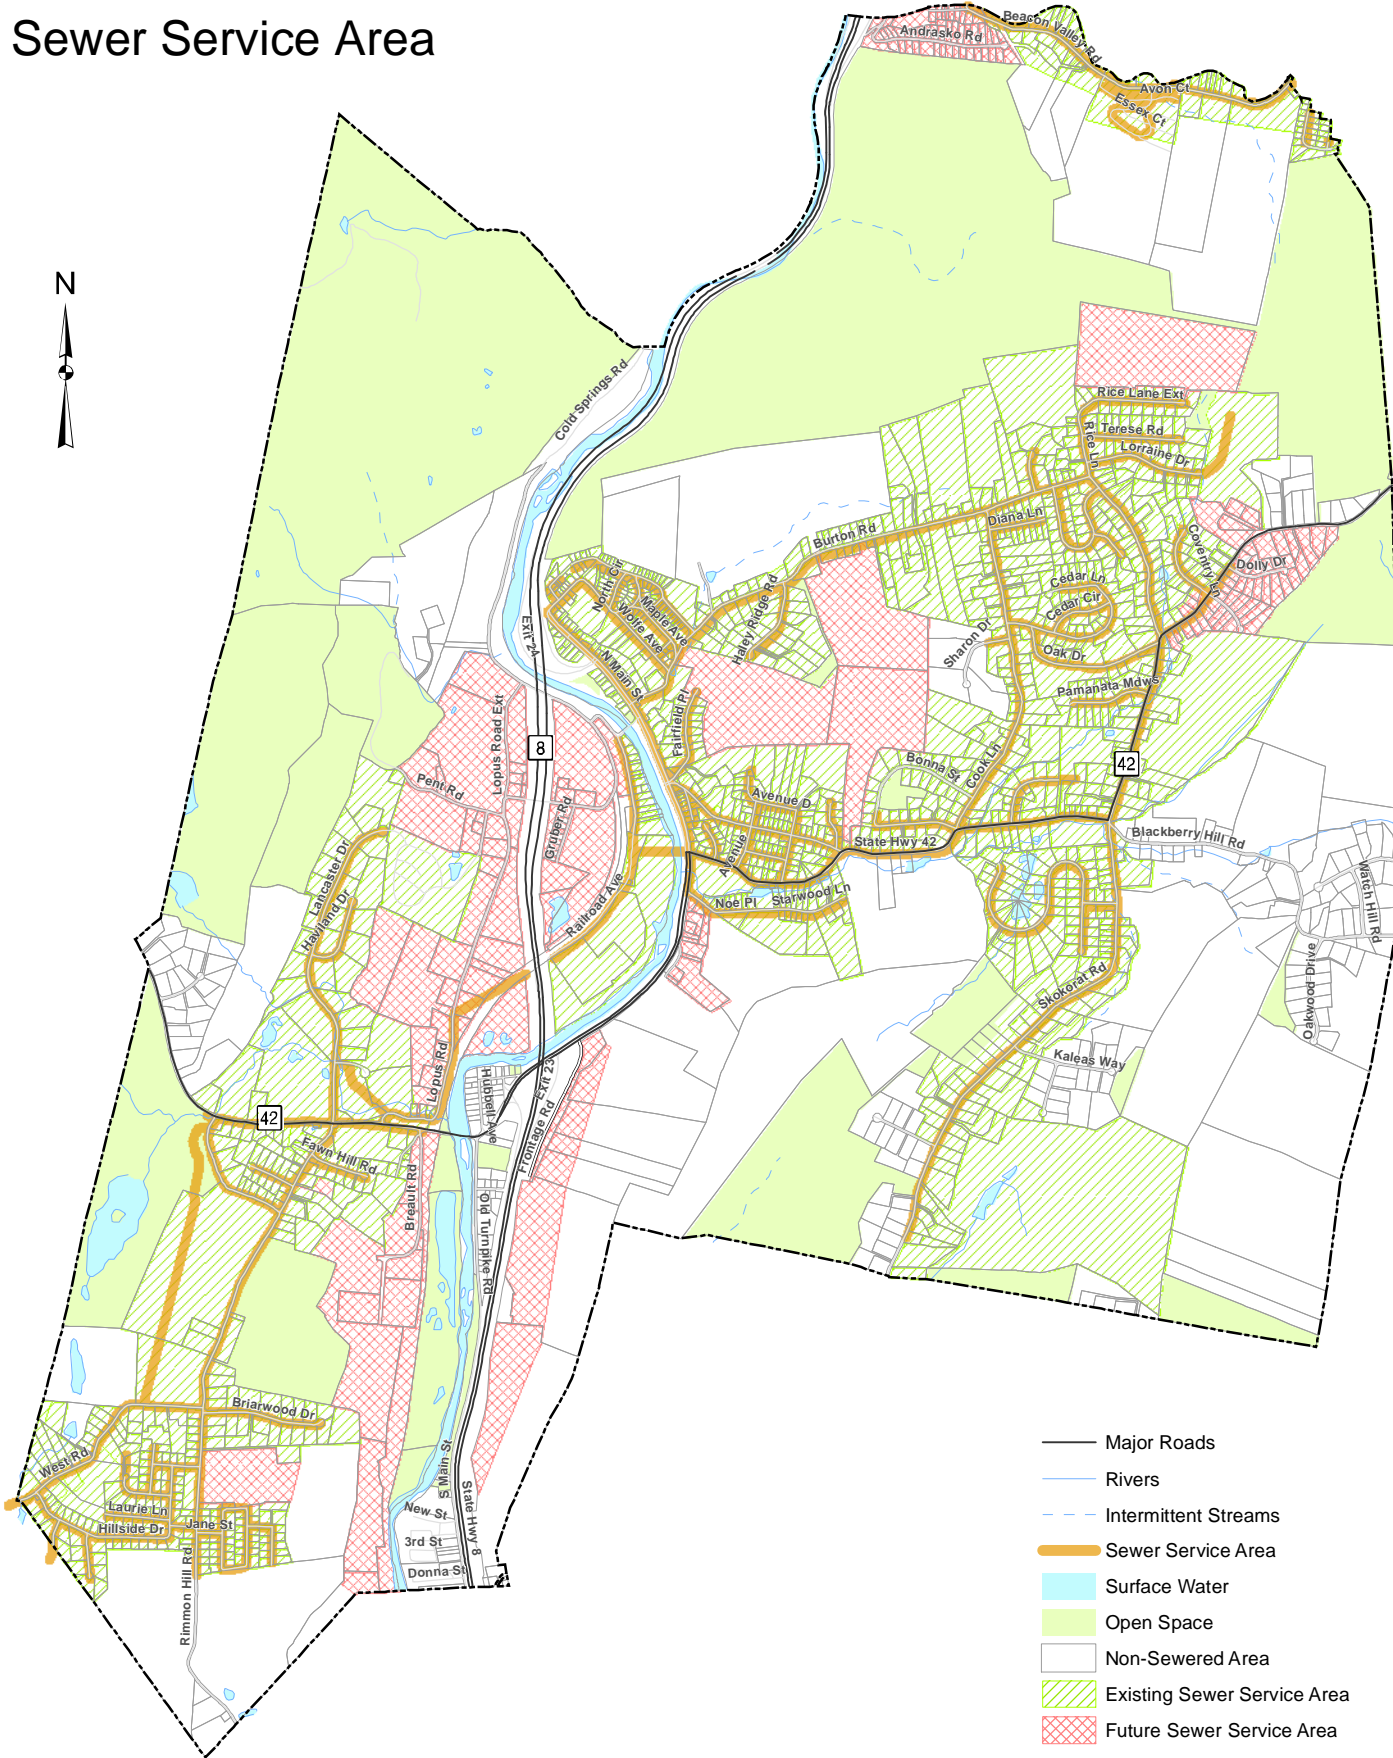 Sewer Service Area
N
Andrasko Rd
Beacon Valley Rd
Avon Ct
Essex Ct
Cold Springs Rd
Rice Lane Ext
Terese Rd
Rice Ln
Lorraine Dr
Diana Ln
Burton Rd
Coventry Ln
Dolly Dr
Cedar Ln
Cedar Cir
North Cir
Maple Ave
Wolfe Ave
Haley Ridge Rd
Exit 24
Sharon Dr
Oak Dr
N Main St
Pamanata Mdws
Lopus Road Ext
Fairfield Pl
8
42
Bonna St
Cook Ln
Pent Rd
Avenue D
Gruber Rd
State Hwy 42
Blackberry Hill Rd
Avenue
Lancaster Dr
Haviland Dr
Railroad Ave
Noe Pl
Starwood Ln
Watch Hill Rd
Oakwood Drive
Skokorat Rd
Kaleas Way
Lopus Rd
Hubbell Ave
Exit 23
Frontage Rd
42
Fawn Hill Rd
Breault Rd
Old Turnpike Rd
Briarwood Dr
West Rd
S Main St
State Hwy 8
Laurie Ln
Hillside Dr
Jane St
New St
3rd St
Donna St
Rimmon Hill Rd
Major Roads
Rivers
Intermittent Streams
Sewer Service Area
Surface Water
Open Space
Non-Sewered Area
Existing Sewer Service Area
Future Sewer Service Area